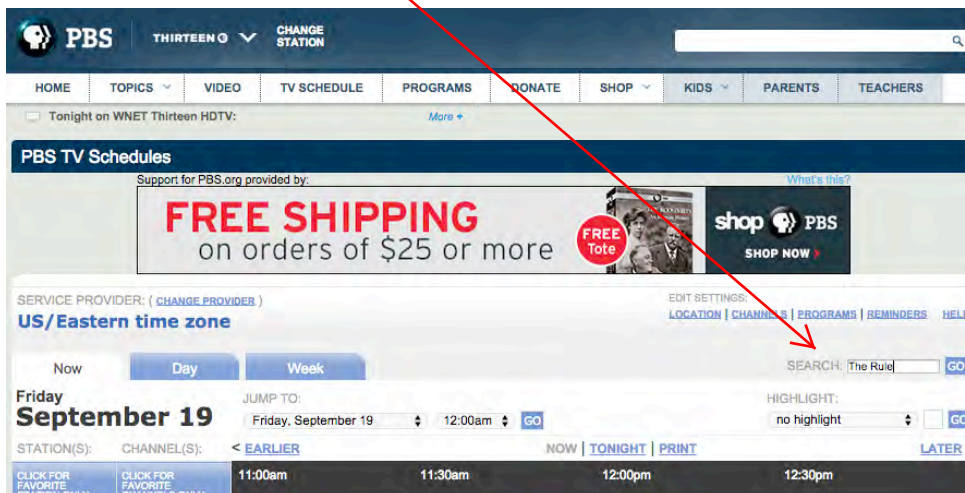 PBS THIRTEEN CHANGE STATION
HOME TOPICS VIDEO TV SCHEDULE PROGRAMS DONATE SHOP KIDS PARENTS TEACHERS
Tonight on WNET Thirteen HDTV: More +
PBS TV Schedules
Support for PBS.org provided by: What's this?
FREE SHIPPING
on orders of $25 or more
FREE
Tote
shop PBS
SHOP NOW
SERVICE PROVIDER: ( CHANGE PROVIDER )
US/Eastern time zone
EDIT SETTINGS:
LOCATION | CHANNELS | PROGRAMS | REMINDERS HELP
Now Day Week
SEARCH: The Rule GO
Friday
September 19
JUMP TO:
Friday, September 19 12:00am GO
HIGHLIGHT:
no highlight GO
STATION(S): CHANNEL(S): < EARLIER NOW | TONIGHT | PRINT LATER
CLICK FOR FAVORITE CLICK FOR FAVORITE
11:00am 11:30am 12:00pm 12:30pm